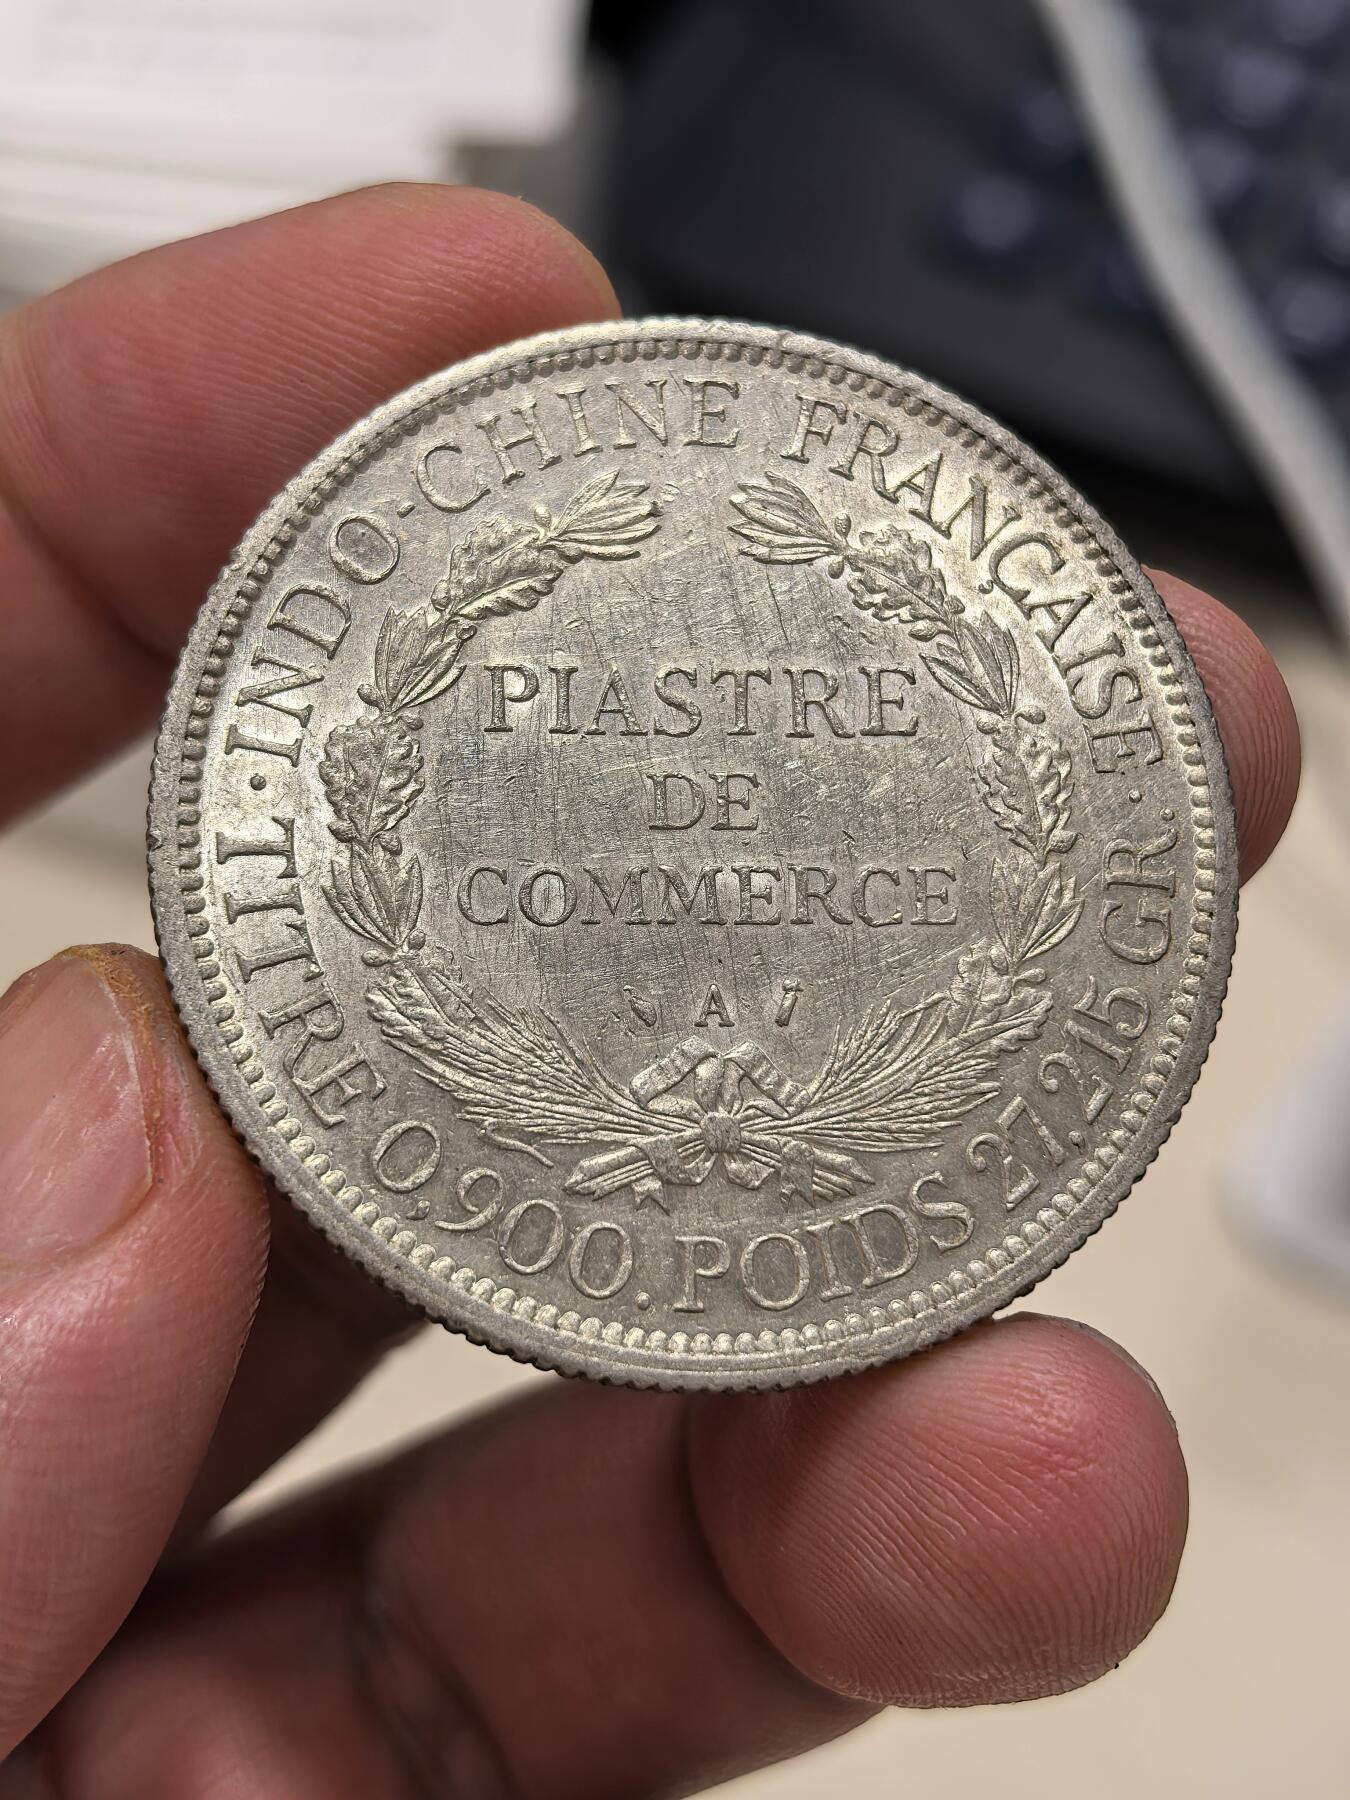 INDO-CHINE FRANÇAISE
PIASTRE
DE
COMMERCE
A
TITRE 0,900. POIDS 27.215 GR.